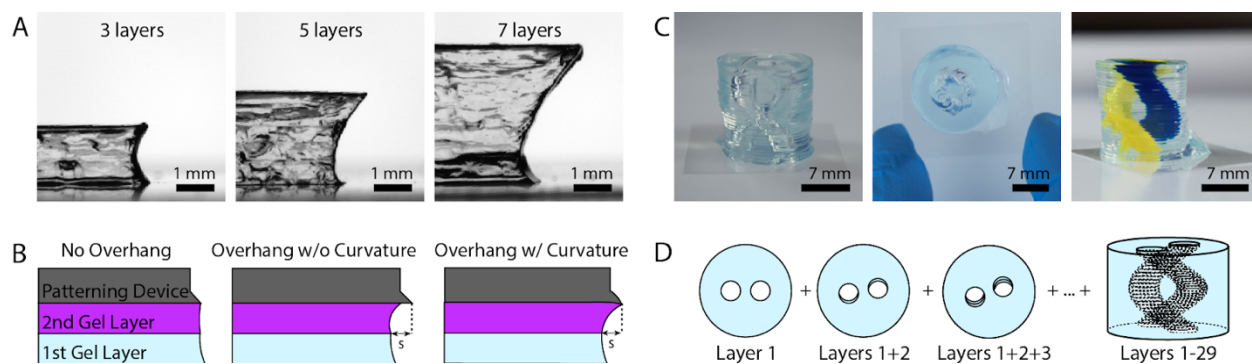 A
3 layers
5 layers
7 layers
1 mm
1 mm
1 mm
C
7 mm
7 mm
7 mm
B
No Overhang
Overhang w/o Curvature
Overhang w/ Curvature
Patterning Device
2nd Gel Layer
1st Gel Layer
s
s
D
+
+
+ ... +
Layer 1
Layers 1+2
Layers 1+2+3
Layers 1-29